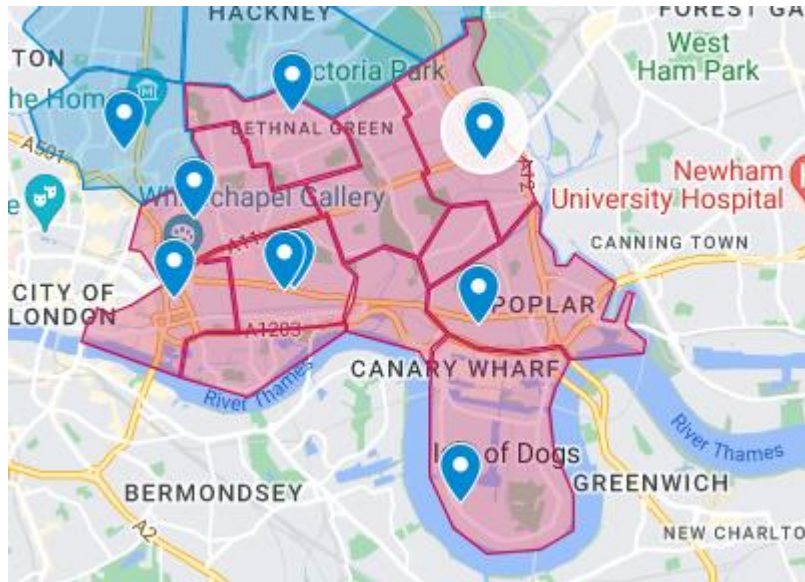 HACKNEY
FOREST GA
TON
West
Ham Park
ctoria Park
he Hom
M
BETHNAL GREEN
A501
A12
Newham
University Hospital
H
Wh
chapel Gallery
e
A11
CANNING TOWN
CITY OF
LONDON
POPLAR
A1203
CANARY WHARF
River Thames
River Thames
of Dogs
GREENWICH
BERMONDSEY
A2
NEW CHARLTO